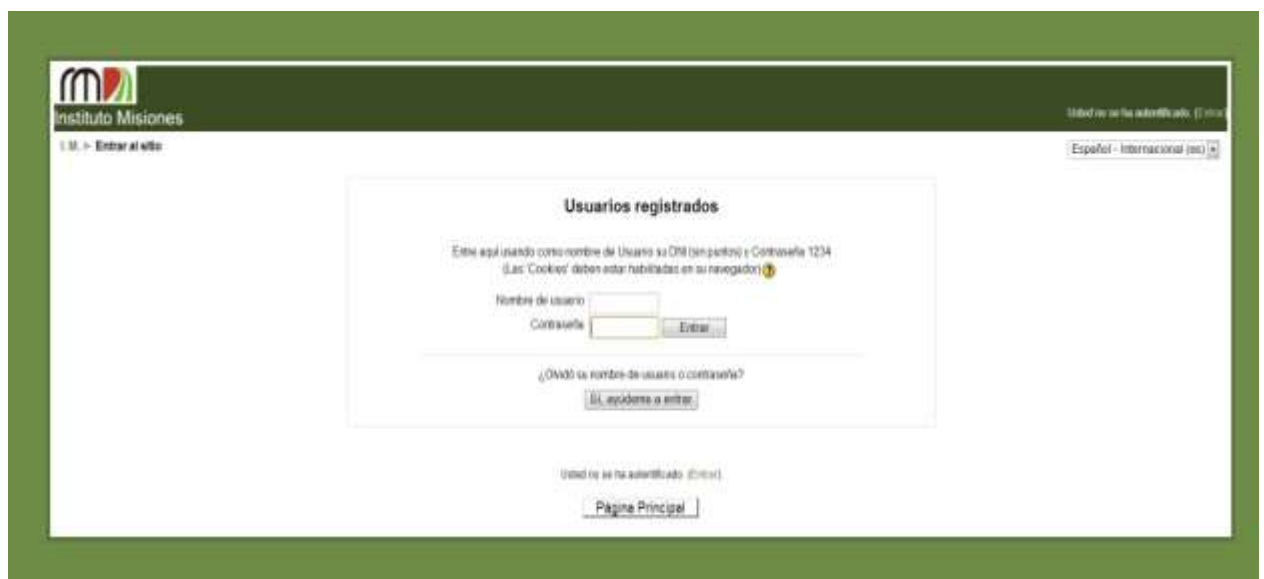 Instituto Misiones
Usted no se ha autentificado. (Entrar)
I.M. ► Entrar al sitio
Español - Internacional (es)
Usuarios registrados
Entre aquí usando como nombre de Usuario su DNI (sin puntos) y Contraseña 1234
(Las 'Cookies' deben estar habilitadas en su navegador) ?
Nombre de usuario
Contraseña
Entrar
¿Olvidó su nombre de usuario o contraseña?
Sí, ayúdeme a entrar
Usted no se ha autentificado. (Entrar)
Página Principal